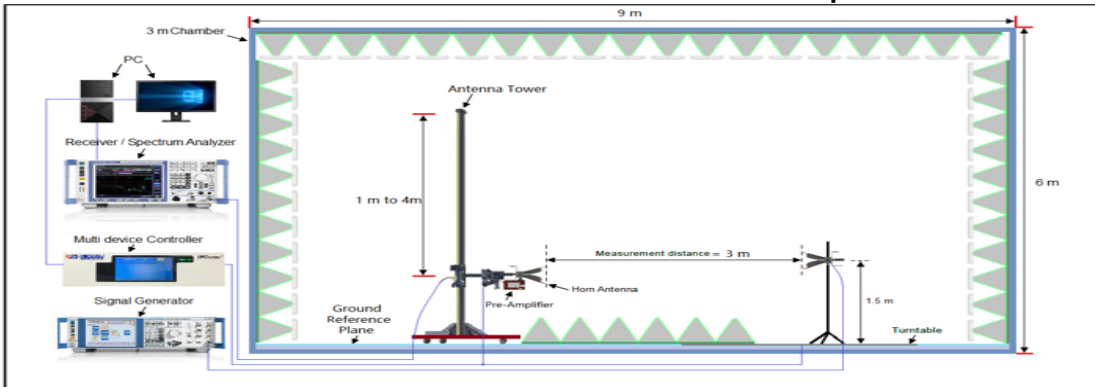 9 m
3 m Chamber
PC
Antenna Tower
Receiver / Spectrum Analyzer
6 m
1 m to 4m
Multi device Controller
Measurement distance = 3 m
Horn Antenna
Pre-Amplifier
Signal Generator
1.5 m
Ground
Reference
Plane
Turntable